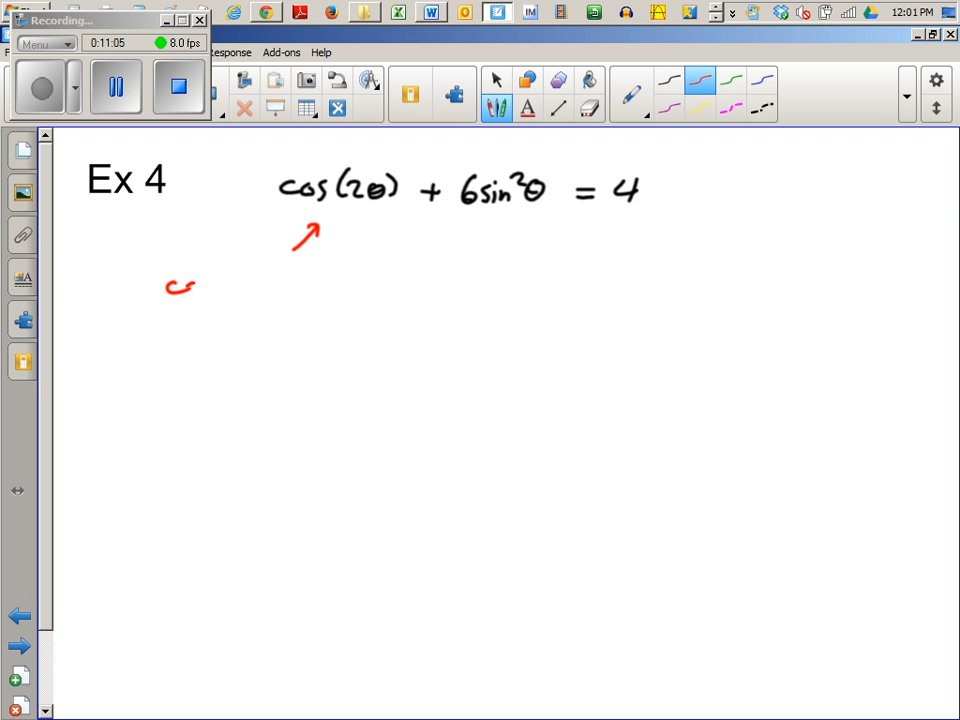 12:01 PM
Recording...
Menu
0:11:05
8.0 fps
Response
Add-ons
Help
Ex 4
cos(2θ) + 6sin²θ = 4